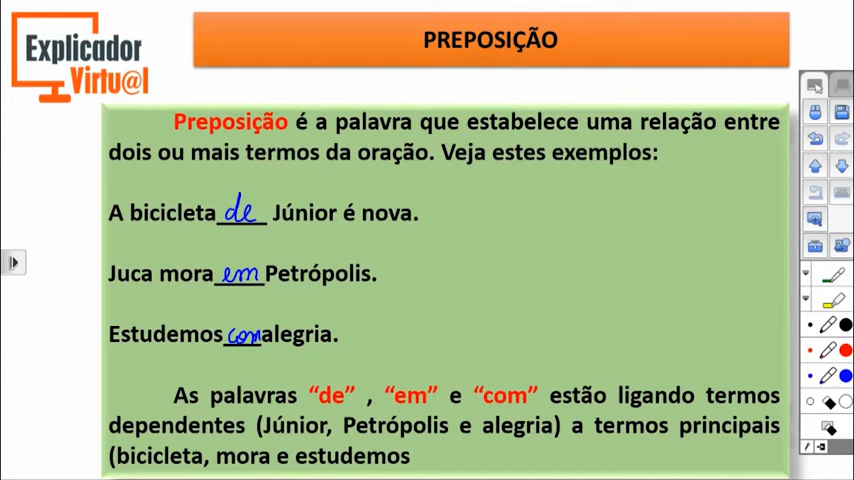 Explicador
Virtu@l
PREPOSIÇÃO
Preposição é a palavra que estabelece uma relação entre
dois ou mais termos da oração. Veja estes exemplos:
A bicicleta de Júnior é nova.
Juca mora em Petrópolis.
Estudemos com alegria.
As palavras “de” , “em” e “com” estão ligando termos
dependentes (Júnior, Petrópolis e alegria) a termos principais
(bicicleta, mora e estudemos